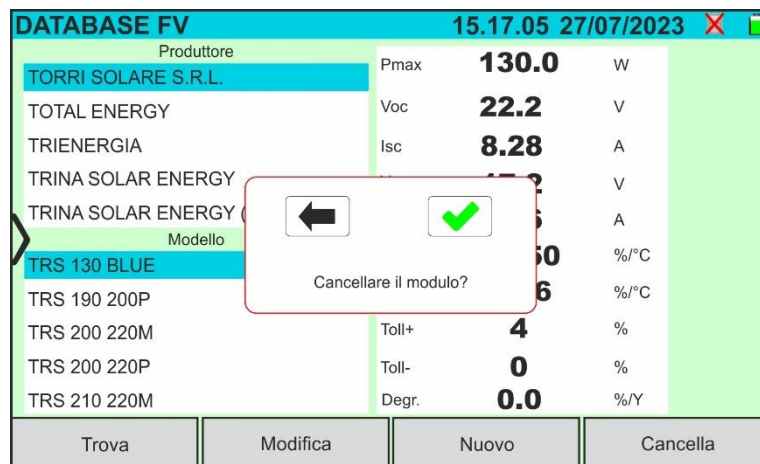 DATABASE FV 15.17.05 27/07/2023
Produttore
TORRI SOLARE S.R.L.
TOTAL ENERGY
TRIENERGIA
TRINA SOLAR ENERGY
TRINA SOLAR ENERGY (
Modello
TRS 130 BLUE
TRS 190 200P
TRS 200 220M
TRS 200 220P
TRS 210 220M
Pmax 130.0 W
Voc 22.2 V
Isc 8.28 A
V
A
%/°C
%/°C
Toll+ 4 %
Toll- 0 %
Degr. 0.0 %/Y
Cancellare il modulo?
Trova Modifica Nuovo Cancella